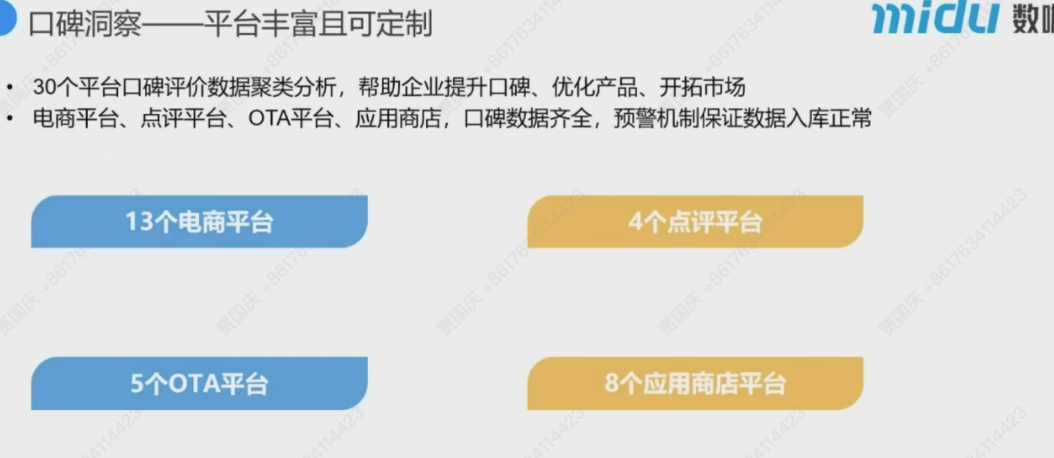 口碑洞察——平台丰富且可定制
midu 数
• 30个平台口碑评价数据聚类分析，帮助企业提升口碑、优化产品、开拓市场
• 电商平台、点评平台、OTA平台、应用商店，口碑数据齐全，预警机制保证数据入库正常
13个电商平台
4个点评平台
5个OTA平台
8个应用商店平台
贾国庆 +8617634114423